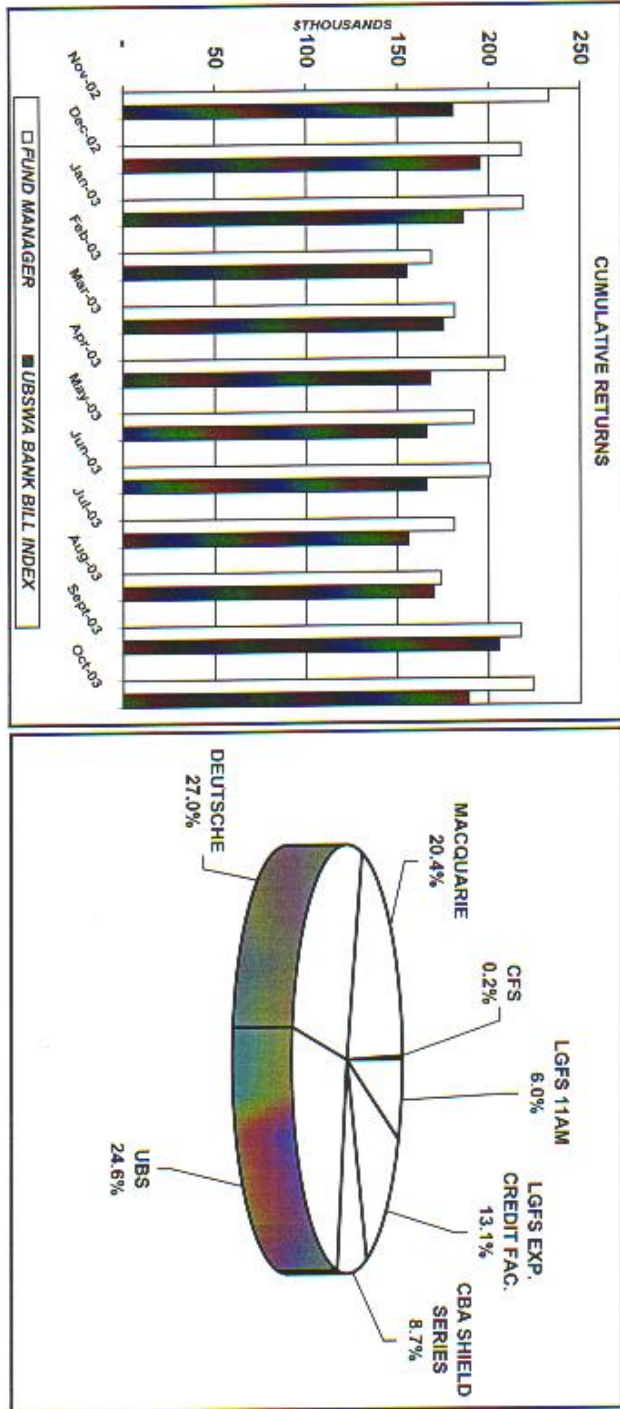 CUMULATIVE RETURNS
$THOUSANDS
250
200
150
100
50
-
Nov-02
Dec-02
Jan-03
Feb-03
Mar-03
Apr-03
May-03
Jun-03
Jul-03
Aug-03
Sept-03
Oct-03
FUND MANAGER
UBSWA BANK BILL INDEX
MACQUARIE
20.4%
CFS
0.2%
LGFS 11AM
6.0%
LGFS EXP.
CREDIT FAC.
13.1%
CBA SHIELD
SERIES
8.7%
UBS
24.6%
DEUTSCHE
27.0%